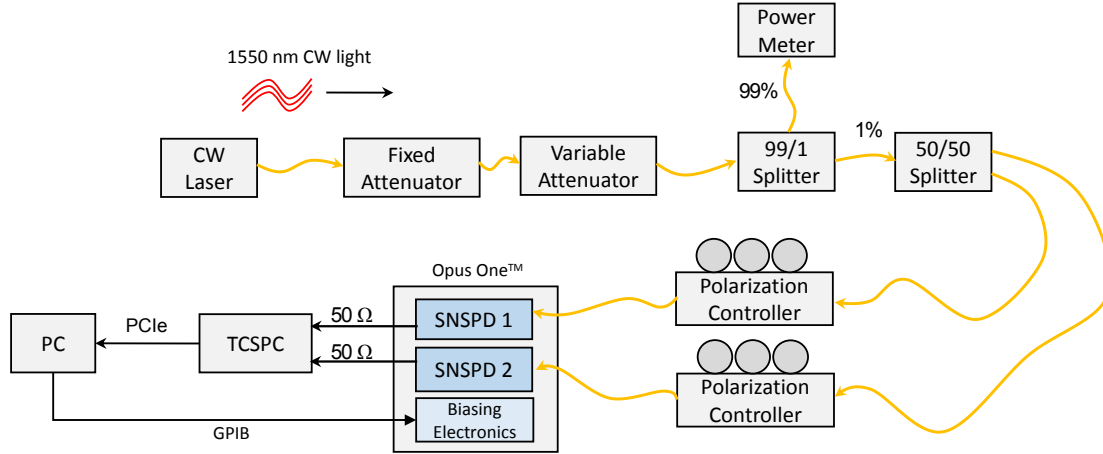 Power
Meter
1550 nm CW light
99%
1%
CW
Laser
Fixed
Attenuator
Variable
Attenuator
99/1
Splitter
50/50
Splitter
Opus One™
Polarization
Controller
50 Ω
SNSPD 1
PCIe
PC
TCSPC
50 Ω
SNSPD 2
Polarization
Controller
Biasing
Electronics
GPIB